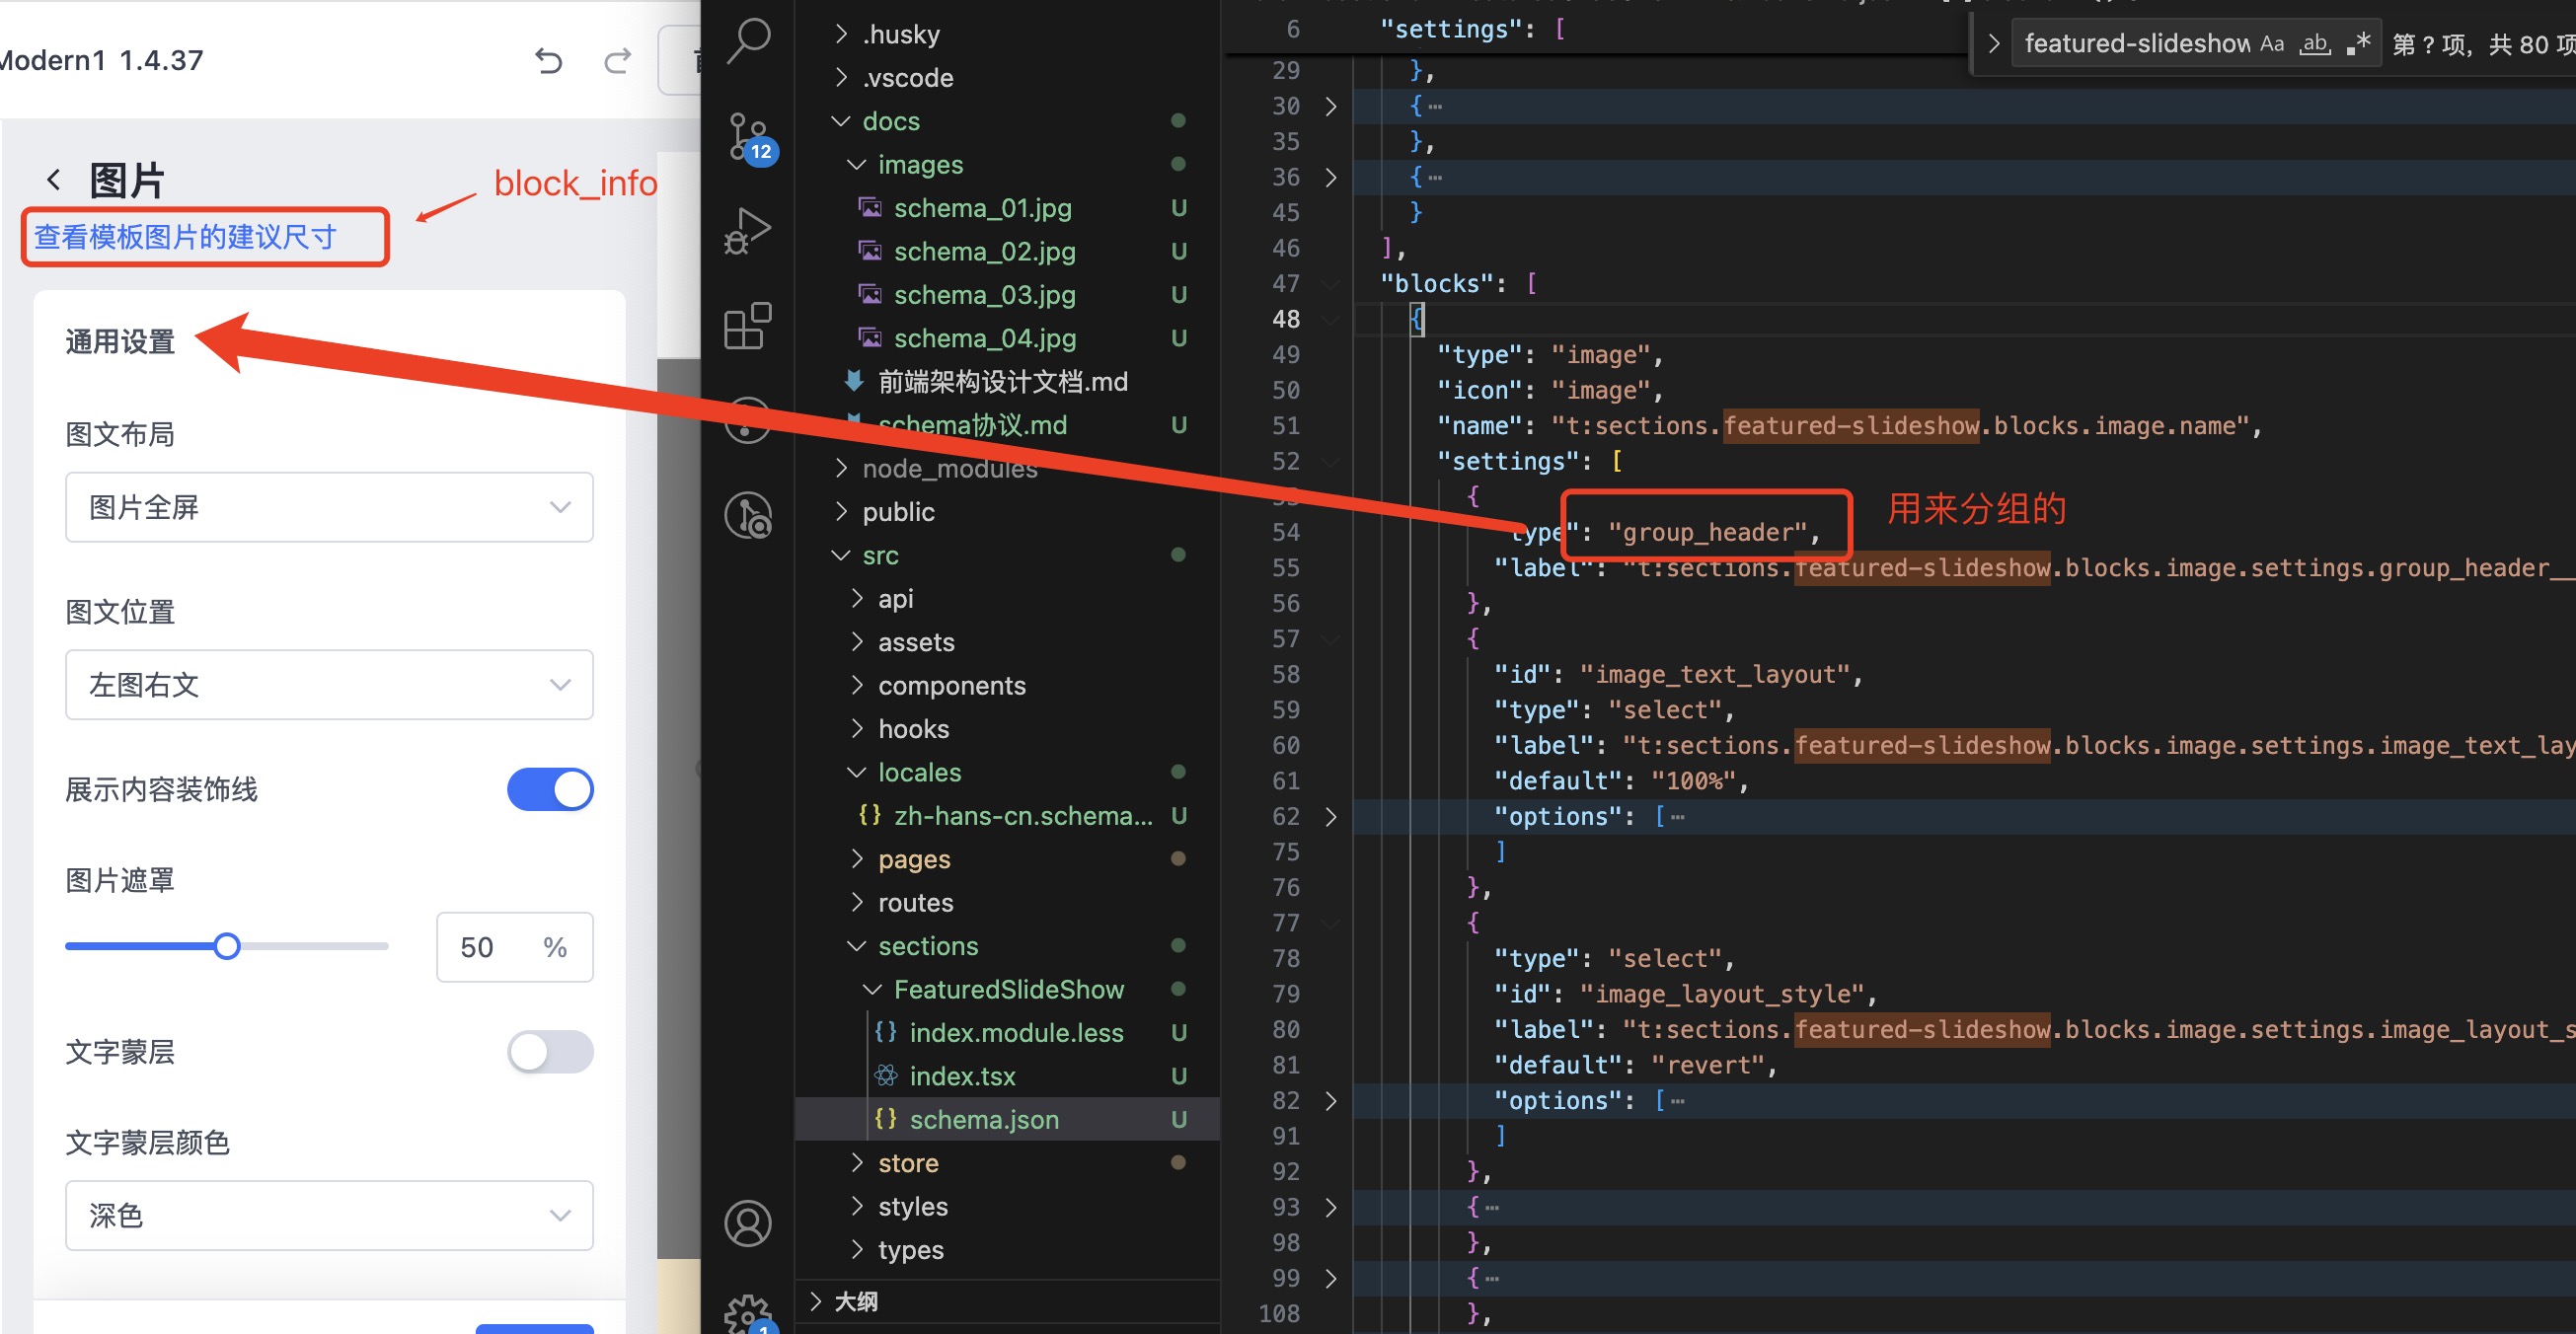 Modern1 1.4.37
图片
block_info
查看模板图片的建议尺寸
通用设置
图文布局
图片全屏
图文位置
左图右文
展示内容装饰线
图片遮罩
50 %
文字蒙层
文字蒙层颜色
深色
12
1
.husky
.vscode
docs
images
schema_01.jpg U
schema_02.jpg U
schema_03.jpg U
schema_04.jpg U
前端架构设计文档.md
schema协议.md U
node_modules
public
src
api
assets
components
hooks
locales
{} zh-hans-cn.schema... U
pages
routes
sections
FeaturedSlideShow
{} index.module.less U
index.tsx U
{} schema.json U
store
styles
types
大纲
featured-slideshow Aa ab .* 第 ? 项, 共 80 项
6 "settings": [
29 },
30 {…
35 },
36 {…
45 }
46 ],
47 "blocks": [
48 {
49 "type": "image",
50 "icon": "image",
51 "name": "t:sections.featured-slideshow.blocks.image.name",
52 "settings": [
53 {
54 type": "group_header", 用来分组的
55 "label": "t:sections.featured-slideshow.blocks.image.settings.group_header__
56 },
57 {
58 "id": "image_text_layout",
59 "type": "select",
60 "label": "t:sections.featured-slideshow.blocks.image.settings.image_text_lay
61 "default": "100%",
62 "options": […
75 ]
76 },
77 {
78 "type": "select",
79 "id": "image_layout_style",
80 "label": "t:sections.featured-slideshow.blocks.image.settings.image_layout_s
81 "default": "revert",
82 "options": […
91 ]
92 },
93 {…
98 },
99 {…
108 },